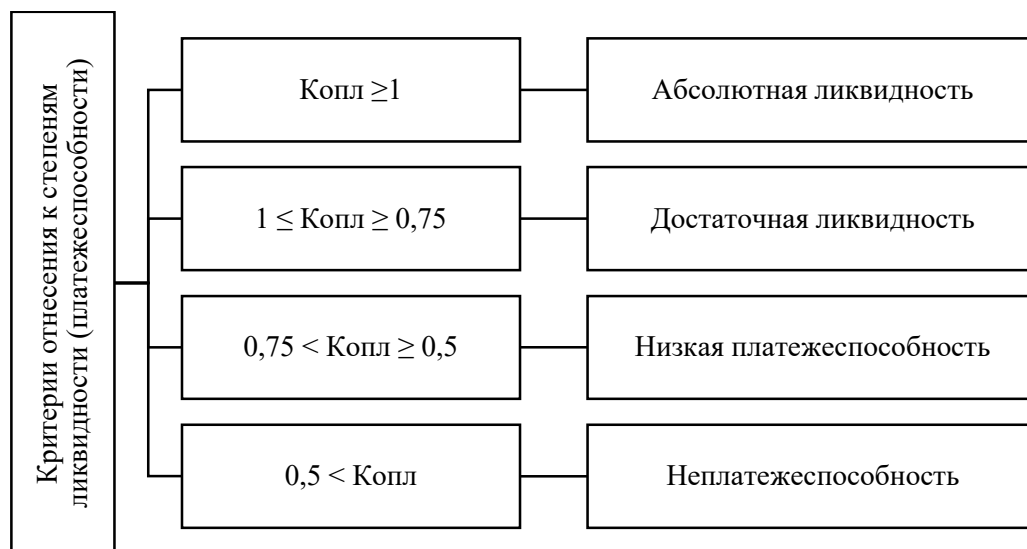 Критерии отнесения к степеням
ликвидности (платежеспособности)
Копл ≥1
Абсолютная ликвидность
1 ≤ Копл ≥ 0,75
Достаточная ликвидность
0,75 < Копл ≥ 0,5
Низкая платежеспособность
0,5 < Копл
Неплатежеспособность